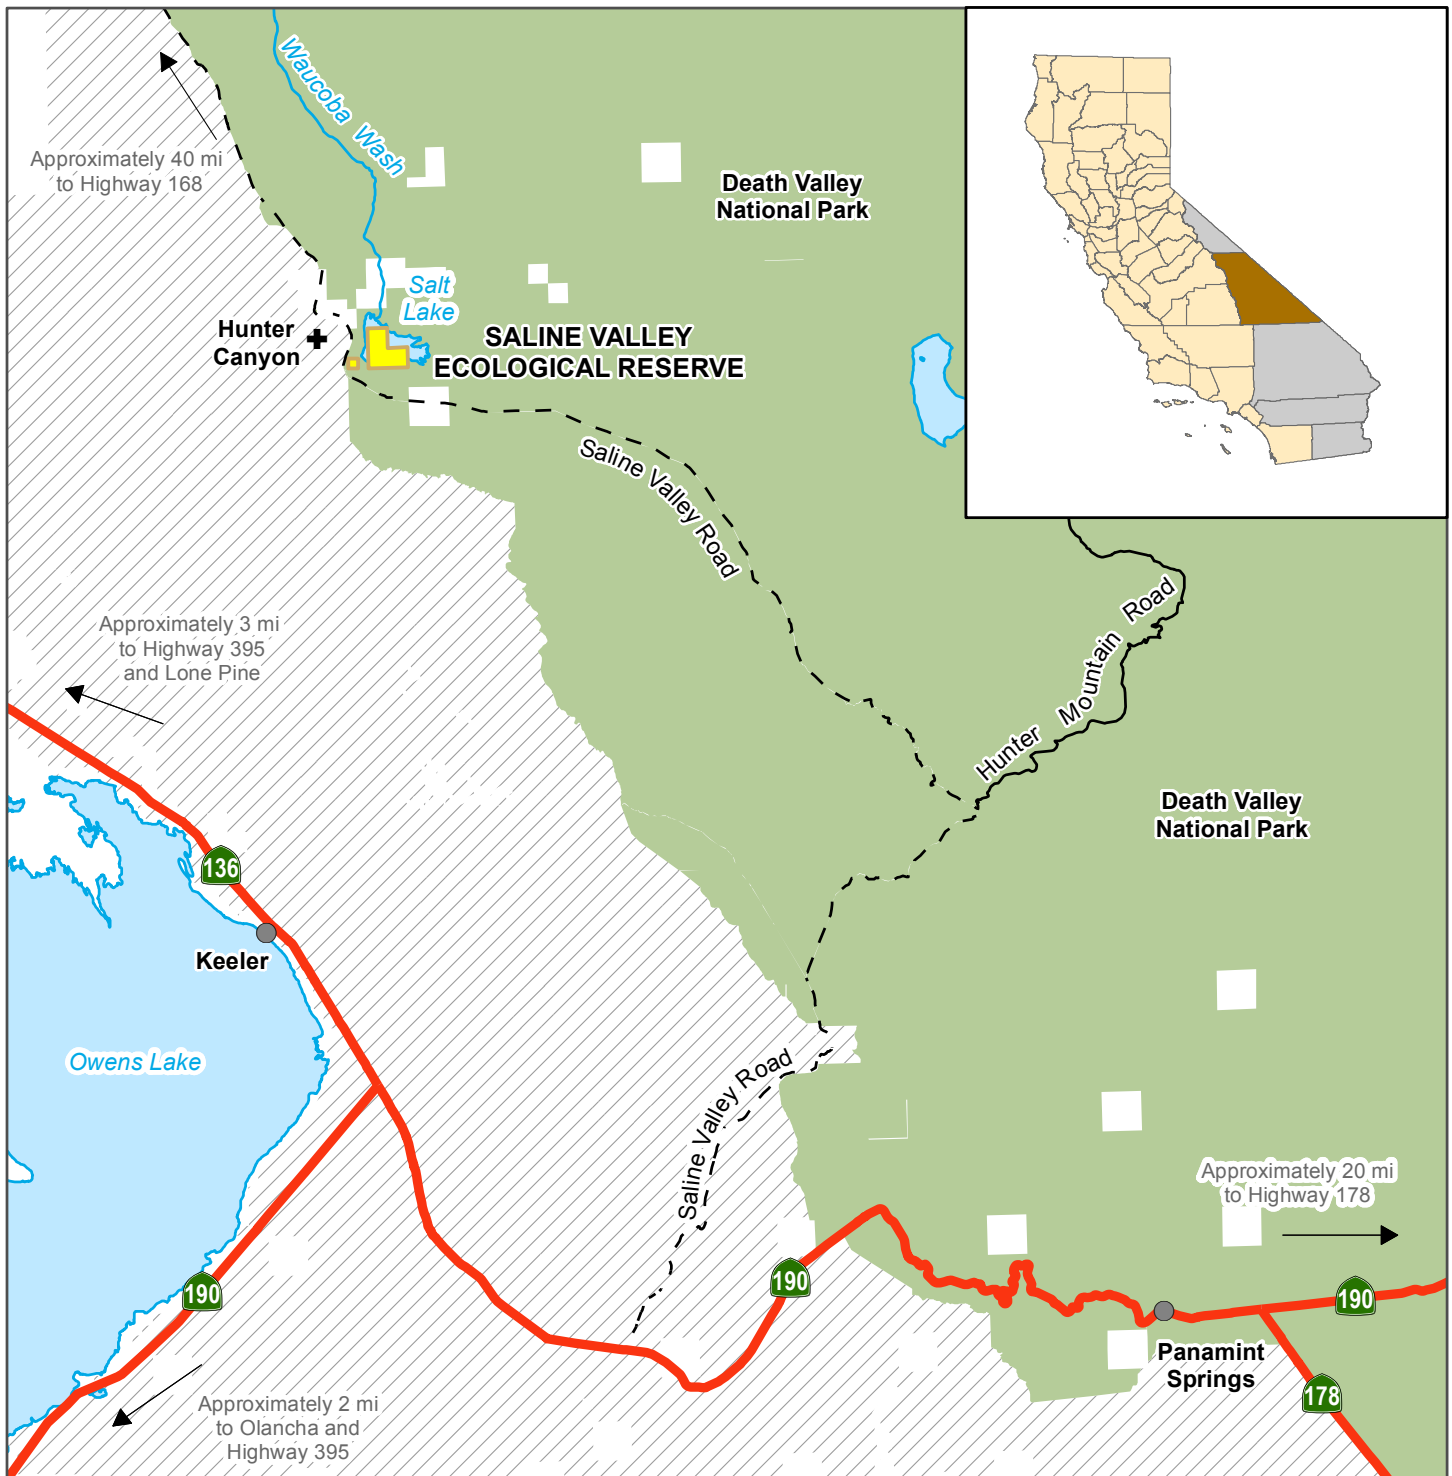 Waucoba Wash
Approximately 40 mi
to Highway 168
Death Valley
National Park
Salt
Lake
Hunter
Canyon
SALINE VALLEY
ECOLOGICAL RESERVE
Saline Valley Road
Hunter Mountain Road
Approximately 3 mi
to Highway 395
and Lone Pine
Death Valley
National Park
136
Keeler
Owens Lake
Saline Valley Road
Approximately 20 mi
to Highway 178
190
190
190
Panamint
Springs
178
Approximately 2 mi
to Olancha and
Highway 395